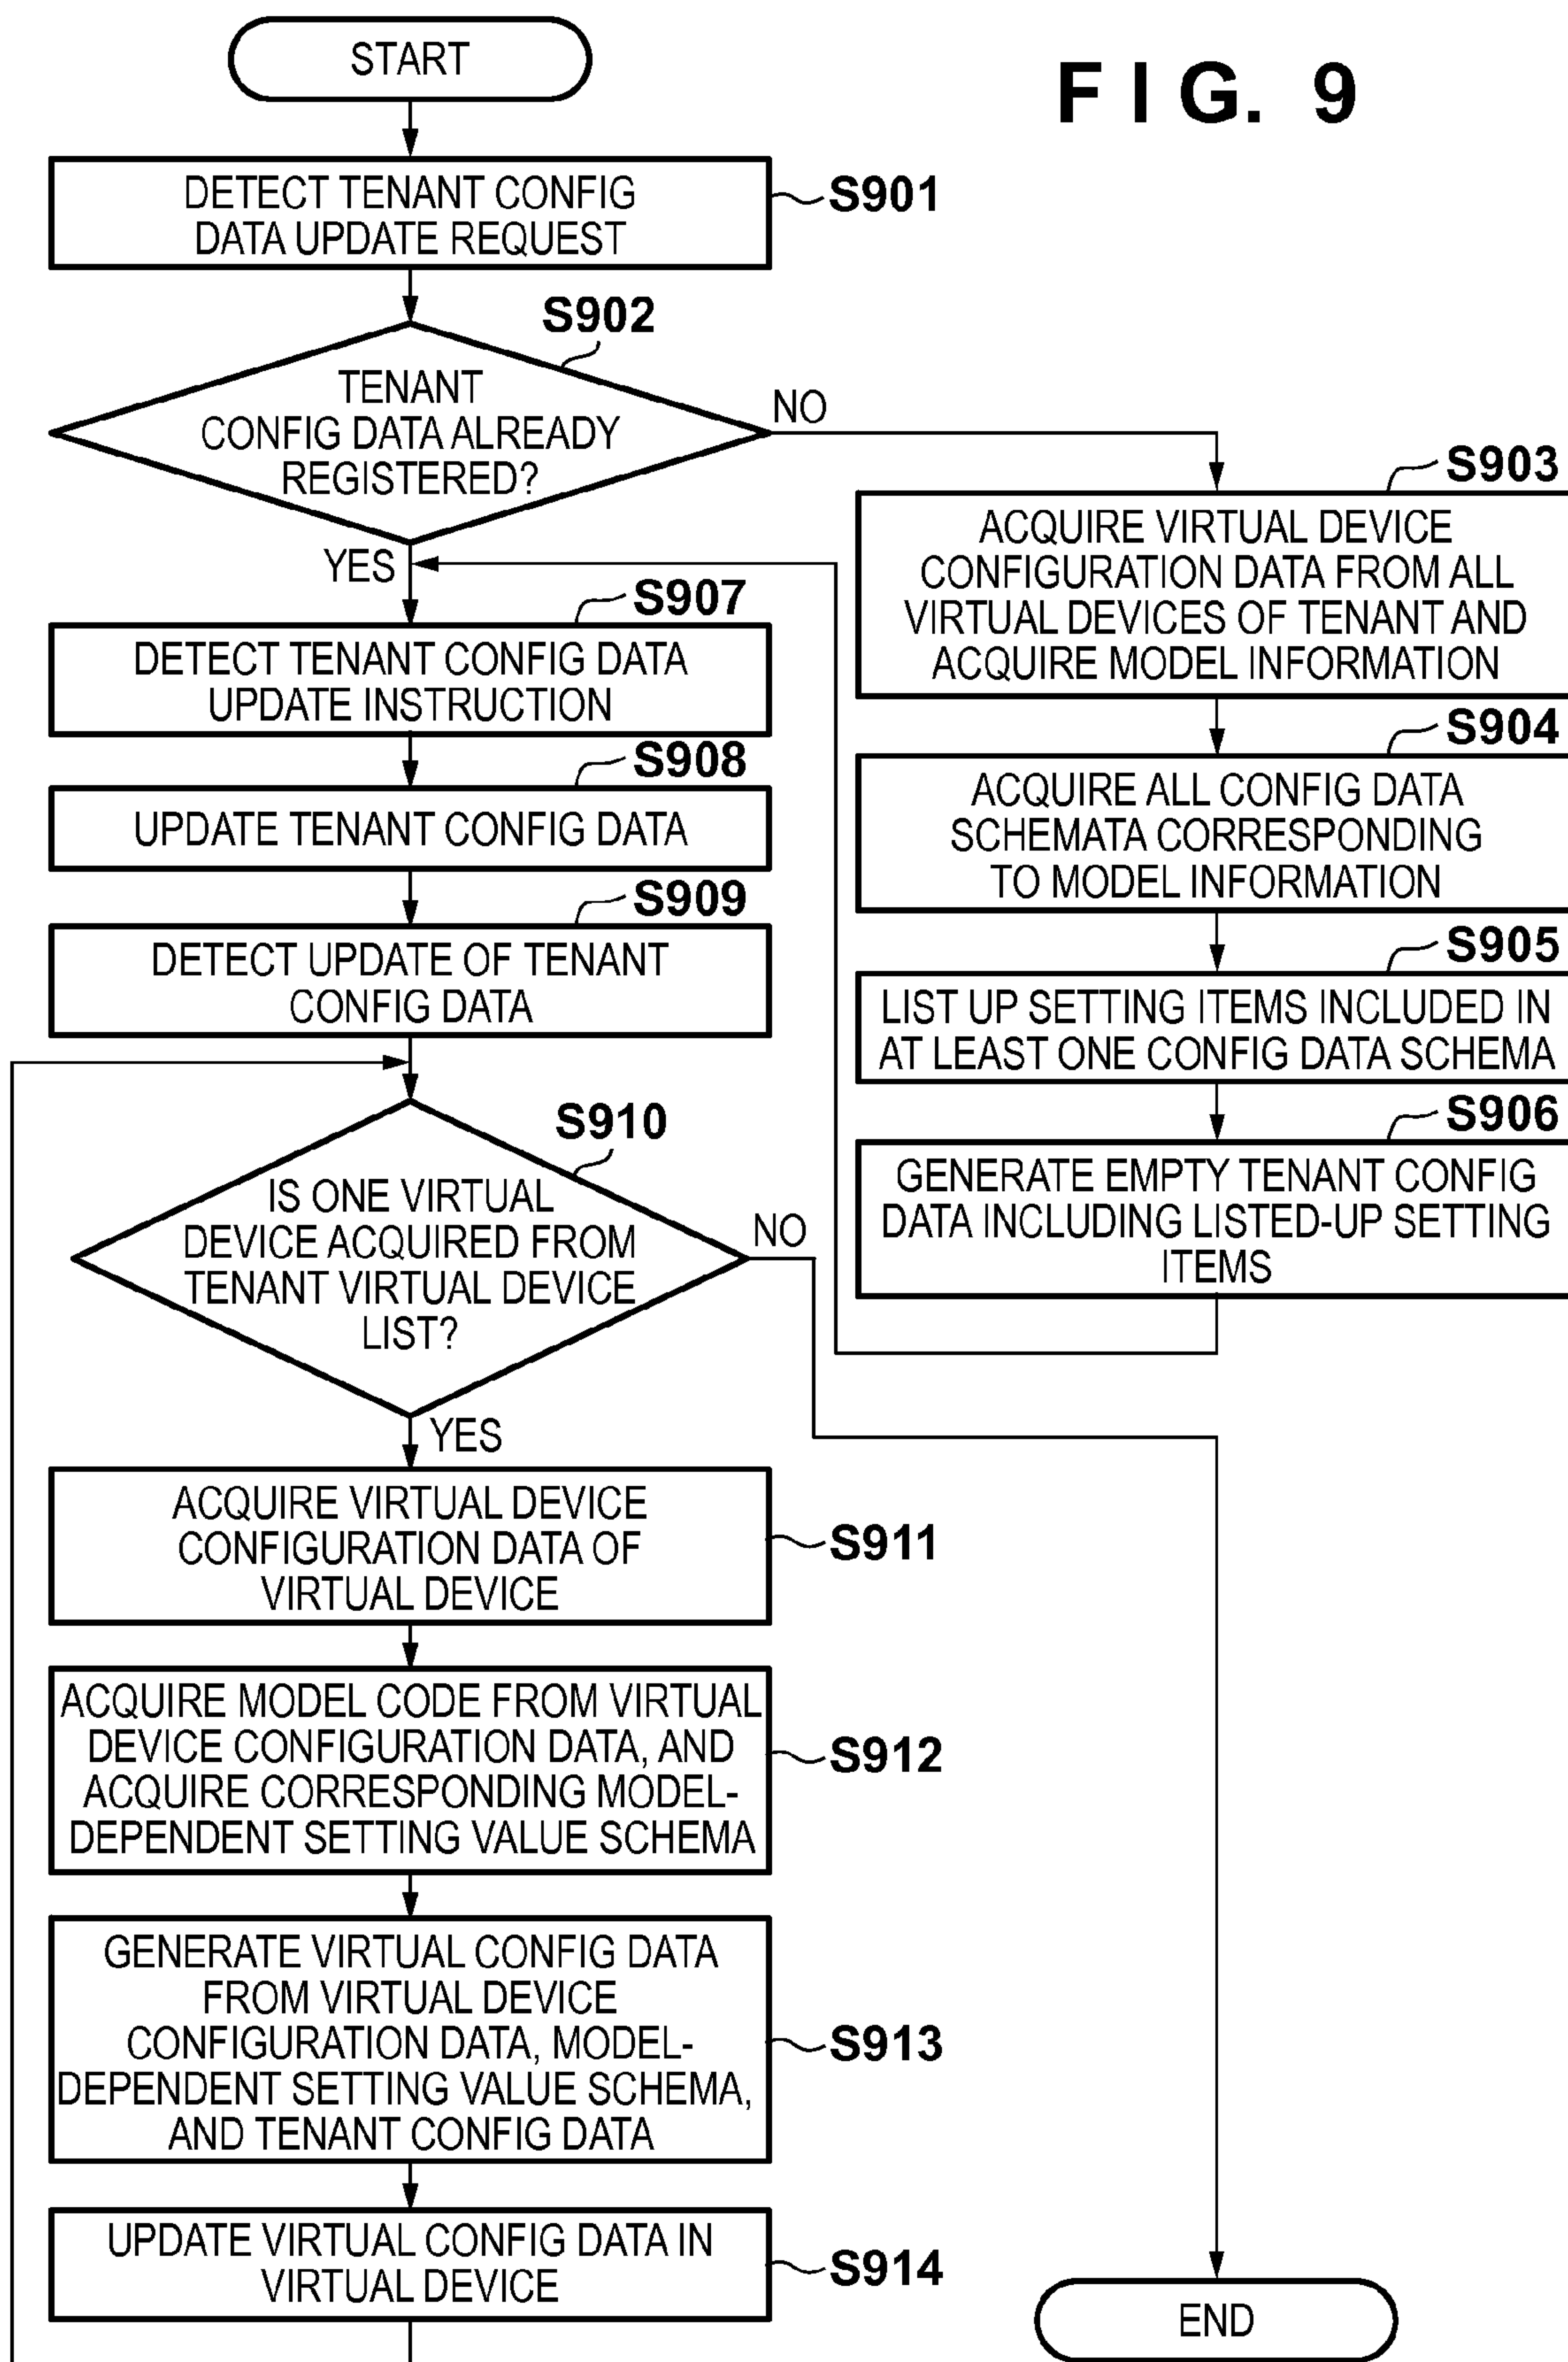 F I G. 9
START
DETECT TENANT CONFIG
DATA UPDATE REQUEST
S901
S902
TENANT
CONFIG DATA ALREADY
REGISTERED?
NO
YES
S903
ACQUIRE VIRTUAL DEVICE
CONFIGURATION DATA FROM ALL
VIRTUAL DEVICES OF TENANT AND
ACQUIRE MODEL INFORMATION
S904
ACQUIRE ALL CONFIG DATA
SCHEMATA CORRESPONDING
TO MODEL INFORMATION
S905
LIST UP SETTING ITEMS INCLUDED IN
AT LEAST ONE CONFIG DATA SCHEMA
S906
GENERATE EMPTY TENANT CONFIG
DATA INCLUDING LISTED-UP SETTING
ITEMS
S907
DETECT TENANT CONFIG DATA
UPDATE INSTRUCTION
S908
UPDATE TENANT CONFIG DATA
S909
DETECT UPDATE OF TENANT
CONFIG DATA
S910
IS ONE VIRTUAL
DEVICE ACQUIRED FROM
TENANT VIRTUAL DEVICE
LIST?
NO
YES
ACQUIRE VIRTUAL DEVICE
CONFIGURATION DATA OF
VIRTUAL DEVICE
S911
ACQUIRE MODEL CODE FROM VIRTUAL
DEVICE CONFIGURATION DATA, AND
ACQUIRE CORRESPONDING MODEL-
DEPENDENT SETTING VALUE SCHEMA
S912
GENERATE VIRTUAL CONFIG DATA
FROM VIRTUAL DEVICE
CONFIGURATION DATA, MODEL-
DEPENDENT SETTING VALUE SCHEMA,
AND TENANT CONFIG DATA
S913
UPDATE VIRTUAL CONFIG DATA IN
VIRTUAL DEVICE
S914
END